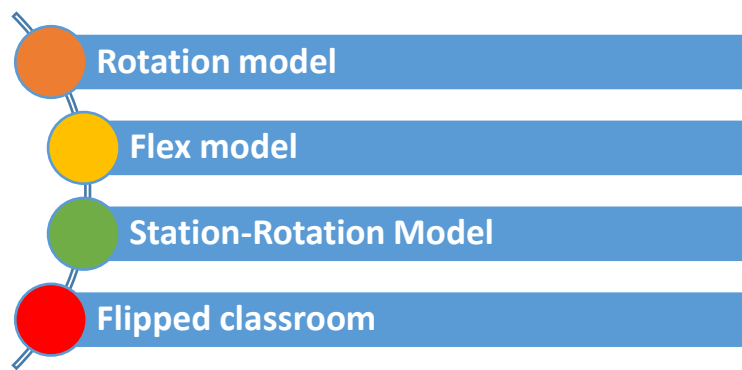 Rotation model
Flex model
Station-Rotation Model
Flipped classroom